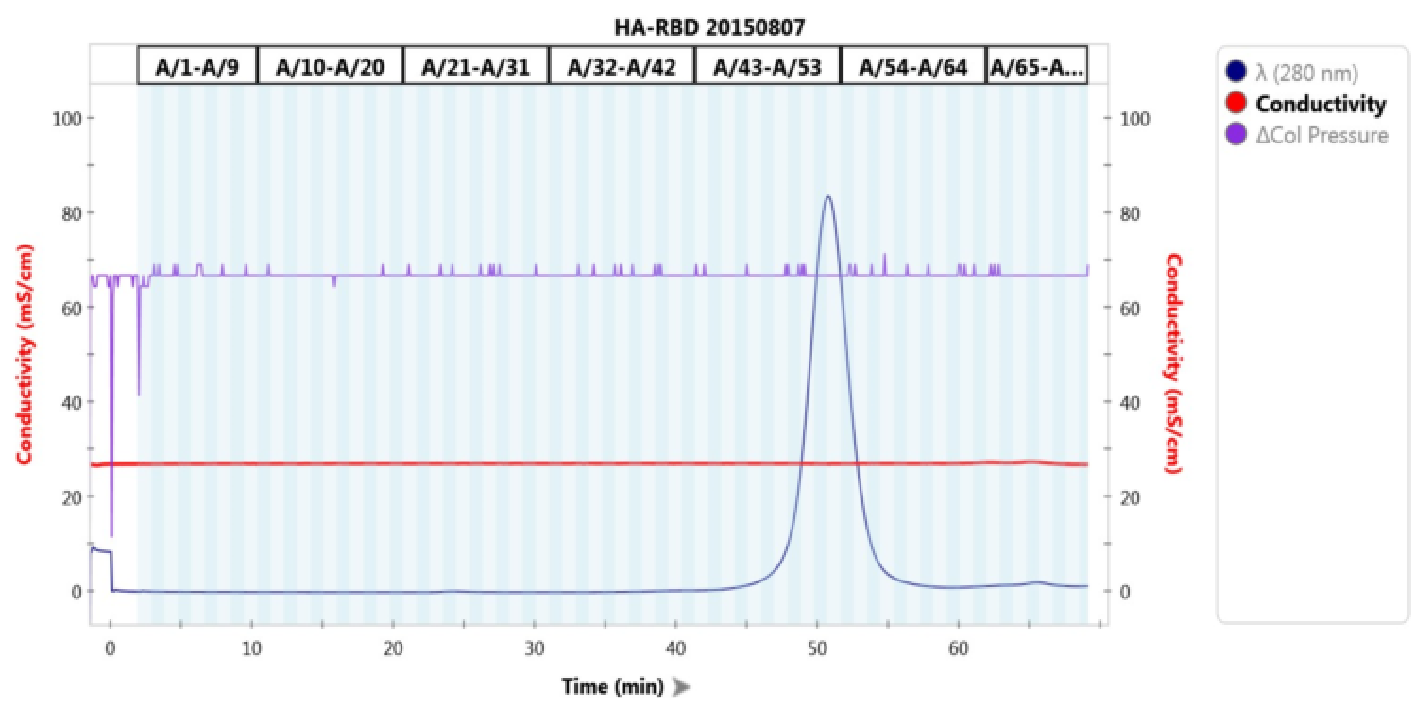 HA-RBD 20150807
A/1-A/9 A/10-A/20 A/21-A/31 A/32-A/42 A/43-A/53 A/54-A/64 A/65-A...
λ (280 nm)
Conductivity
ΔCol Pressure
100 100
80 80
60 60
40 40
20 20
0 0
Conductivity (mS/cm)
Conductivity (mS/cm)
0 10 20 30 40 50 60
Time (min)